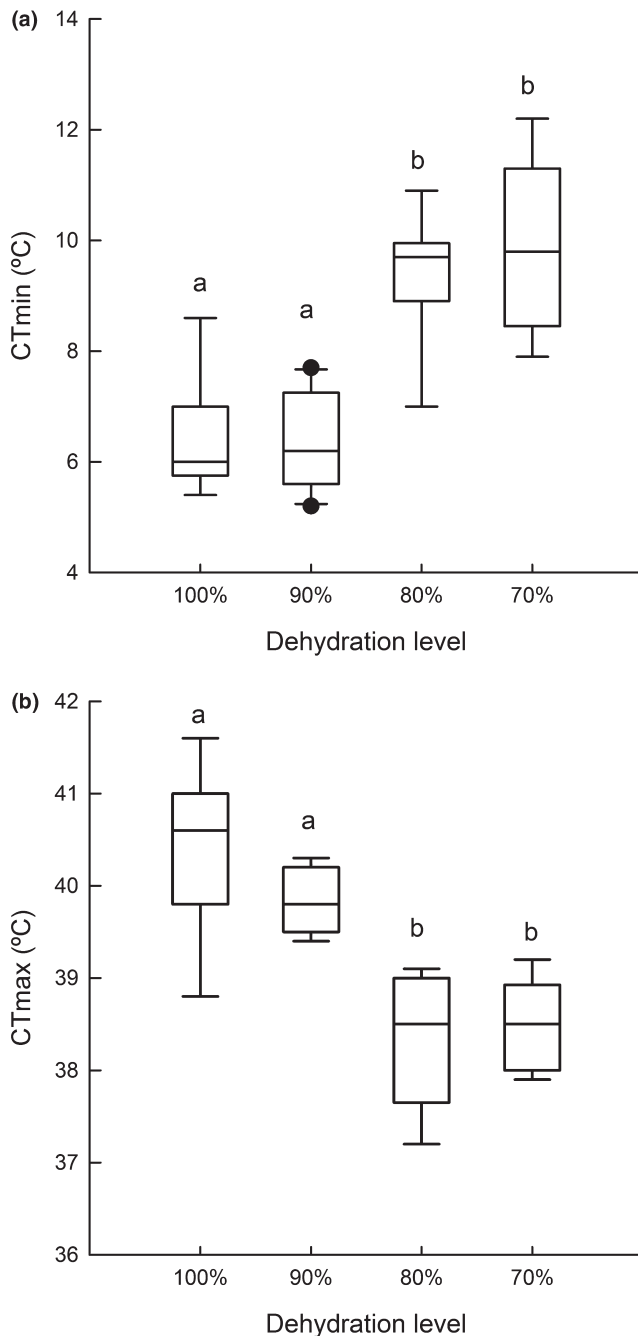 (a)
14
12
10
8
6
4
CTmin (ºC)
a
a
b
b
100% 90% 80% 70%
Dehydration level
(b)
42
41
40
39
38
37
36
CTmax (ºC)
a
a
b
b
100% 90% 80% 70%
Dehydration level